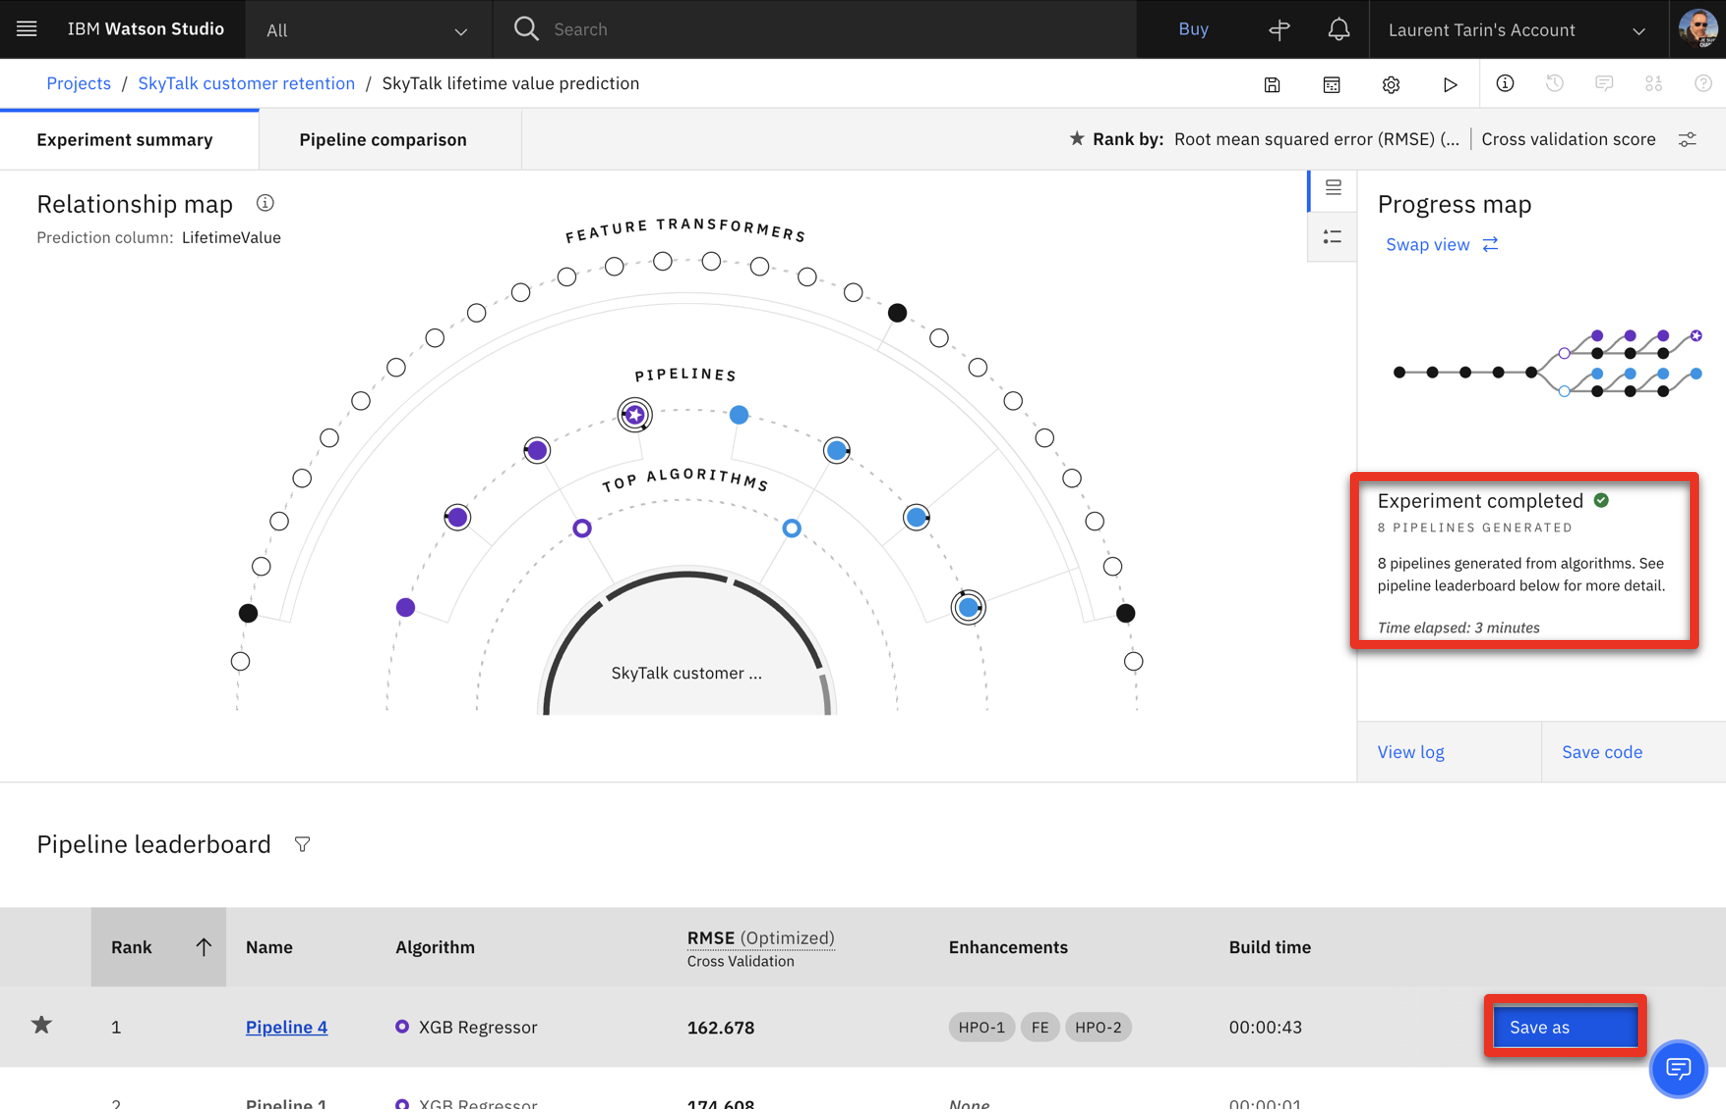 IBM Watson Studio
All
Search
Buy
Laurent Tarin's Account
Projects / SkyTalk customer retention / SkyTalk lifetime value prediction
Experiment summary
Pipeline comparison
Rank by: Root mean squared error (RMSE) (... | Cross validation score
Relationship map
Prediction column: LifetimeValue
FEATURE TRANSFORMERS
PIPELINES
TOP ALGORITHMS
SkyTalk customer ...
Progress map
Swap view
Experiment completed
8 PIPELINES GENERATED
8 pipelines generated from algorithms. See
pipeline leaderboard below for more detail.
Time elapsed: 3 minutes
View log
Save code
Pipeline leaderboard
Rank Name Algorithm RMSE (Optimized) Enhancements Build time
Cross Validation
1 Pipeline 4 XGB Regressor 162.678 HPO-1 FE HPO-2 00:00:43 Save as
2 Pipeline 1 XGB Regressor 174.608 None 00:00:01